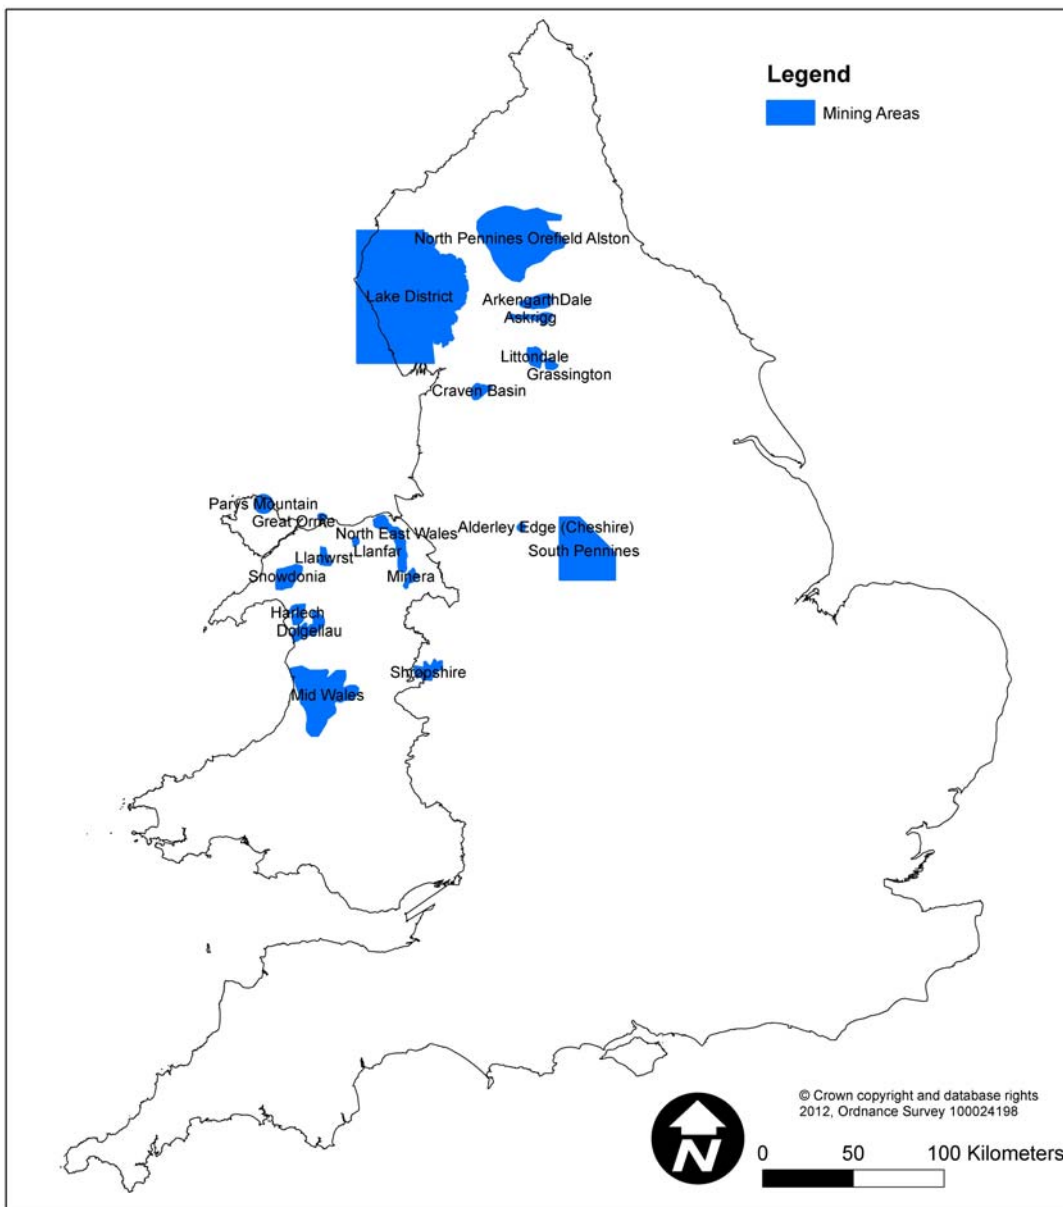 Legend
Mining Areas
North Pennines Orefield Alston
Lake District
ArkengarthDale
Askrigg
Littondale
Grassington
Craven Basin
Parys Mountain
Great Orme
North East Wales
Alderley Edge (Cheshire)
Llanfar
South Pennines
Llanwrst
Snowdonia
Minera
Harlech
Dolgellau
Shropshire
Mid Wales
© Crown copyright and database rights
2012, Ordnance Survey 100024198
N
0 50 100 Kilometers